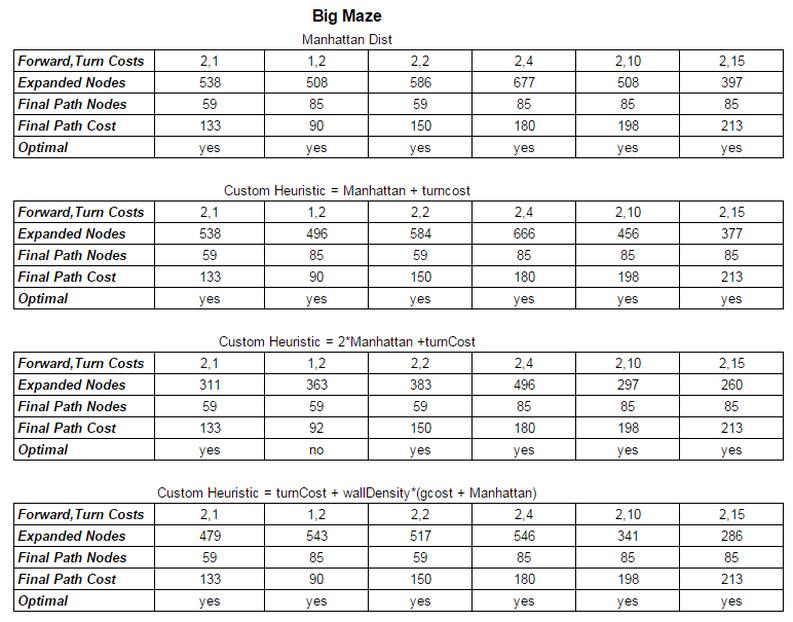 Big Maze
Manhattan Dist
Forward,Turn Costs 2,1 1,2 2,2 2,4 2,10 2,15
Expanded Nodes 538 508 586 677 508 397
Final Path Nodes 59 85 59 85 85 85
Final Path Cost 133 90 150 180 198 213
Optimal yes yes yes yes yes yes
Custom Heuristic = Manhattan + turncost
Forward,Turn Costs 2,1 1,2 2,2 2,4 2,10 2,15
Expanded Nodes 538 496 584 666 456 377
Final Path Nodes 59 85 59 85 85 85
Final Path Cost 133 90 150 180 198 213
Optimal yes yes yes yes yes yes
Custom Heuristic = 2*Manhattan +turnCost
Forward,Turn Costs 2,1 1,2 2,2 2,4 2,10 2,15
Expanded Nodes 311 363 383 496 297 260
Final Path Nodes 59 59 59 85 85 85
Final Path Cost 133 92 150 180 198 213
Optimal yes no yes yes yes yes
Custom Heuristic = turnCost + wallDensity*(gcost + Manhattan)
Forward,Turn Costs 2,1 1,2 2,2 2,4 2,10 2,15
Expanded Nodes 479 543 517 546 341 286
Final Path Nodes 59 85 59 85 85 85
Final Path Cost 133 90 150 180 198 213
Optimal yes yes yes yes yes yes